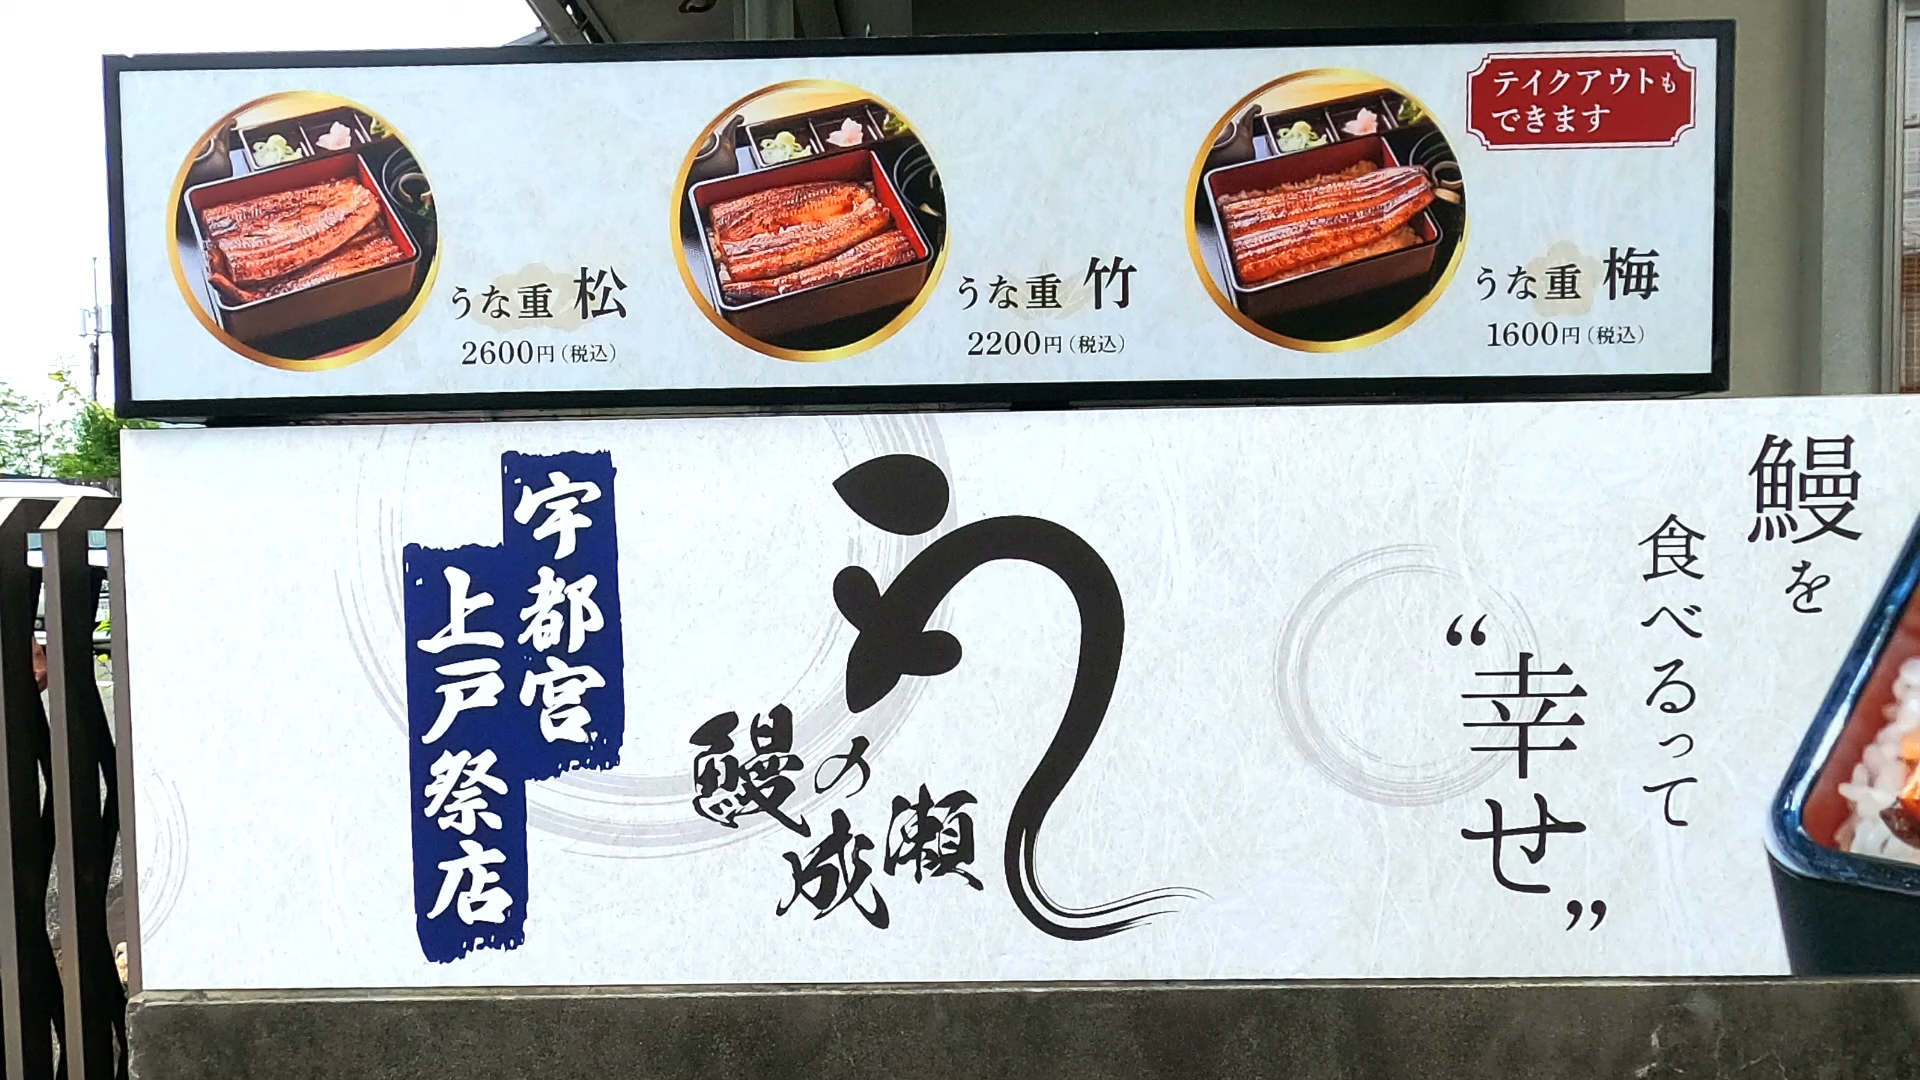 テイクアウトも
できます
うな重 松
2600円(税込)
うな重 竹
2200円(税込)
うな重 梅
1600円(税込)
宇都宮
上戸祭店
う
鰻の成瀬
鰻を
食べるって
“幸せ”